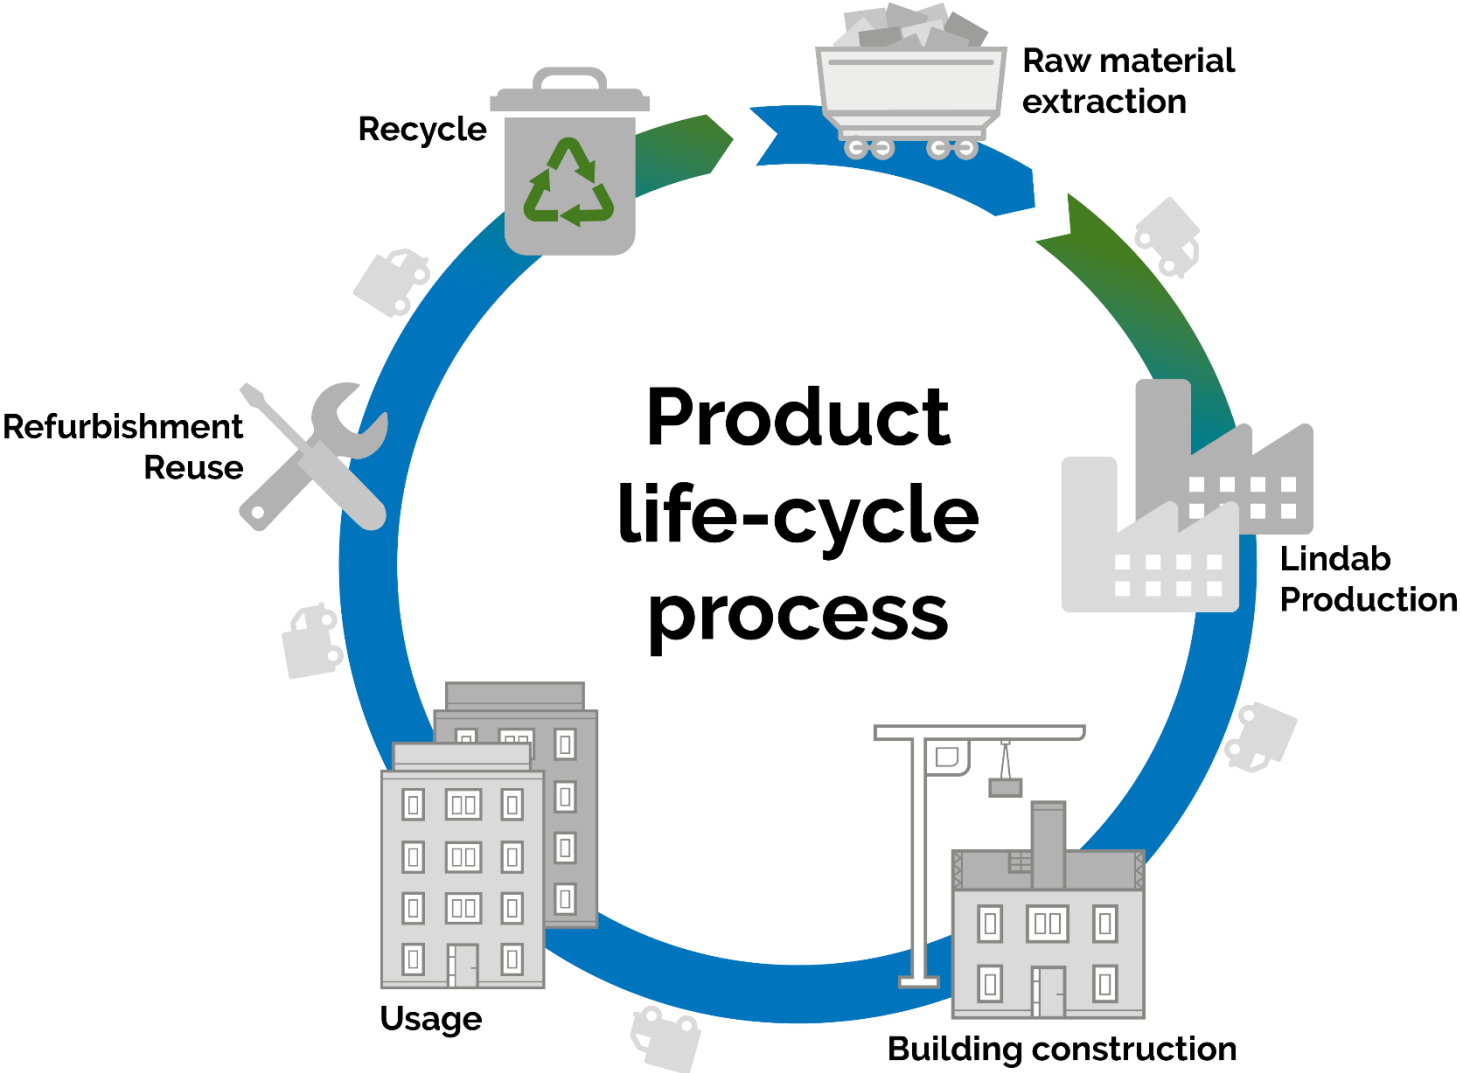 Product
life-cycle
process
Raw material
extraction
Lindab
Production
Building construction
Usage
Refurbishment
Reuse
Recycle